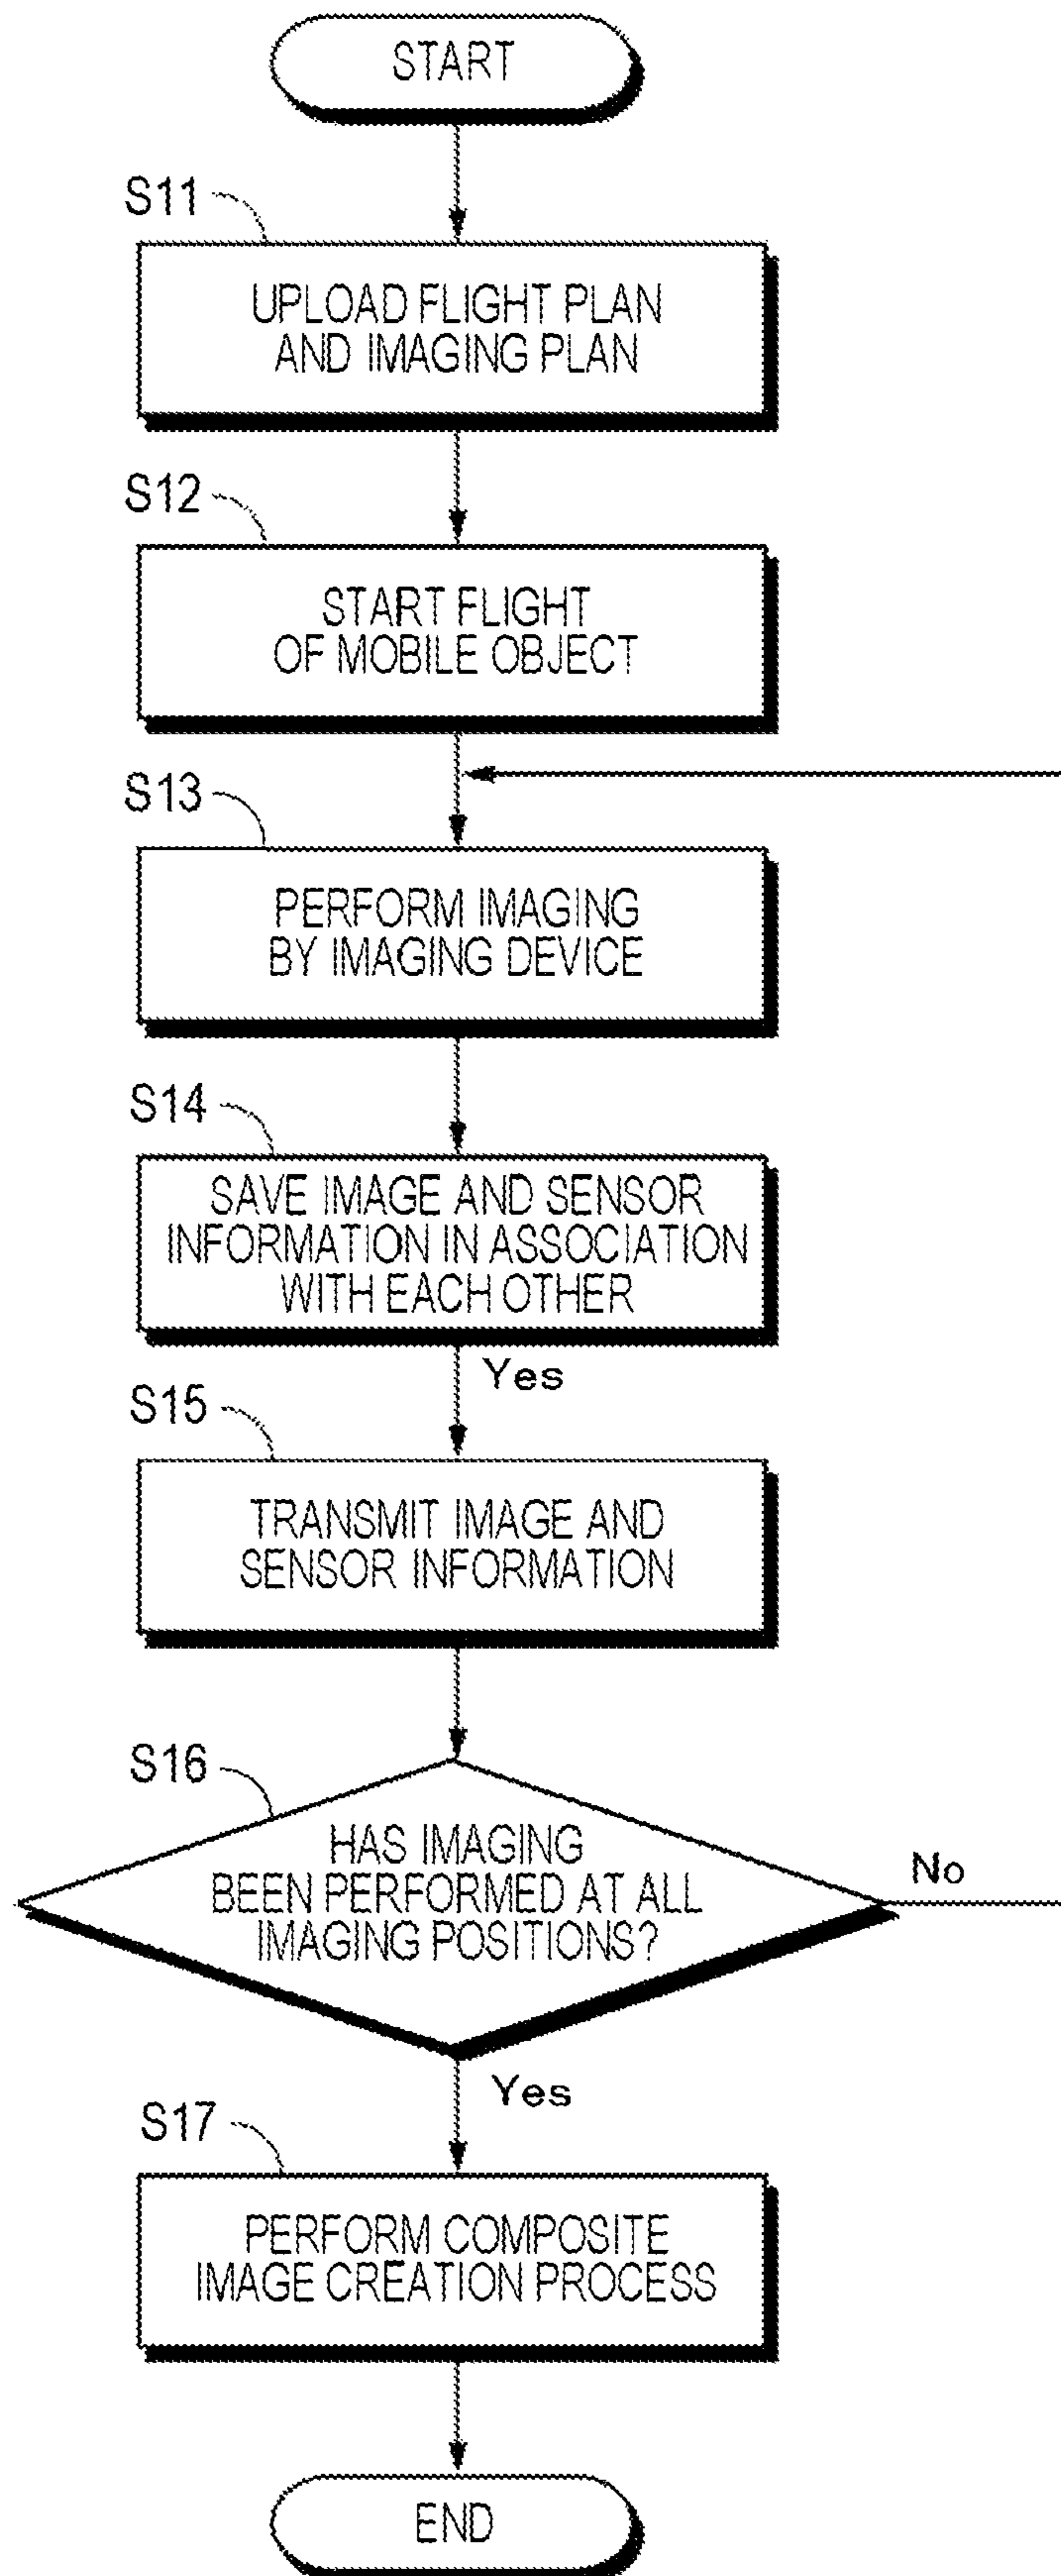 START
S11
UPLOAD FLIGHT PLAN
AND IMAGING PLAN
S12
START FLIGHT
OF MOBILE OBJECT
S13
PERFORM IMAGING
BY IMAGING DEVICE
S14
SAVE IMAGE AND SENSOR
INFORMATION IN ASSOCIATION
WITH EACH OTHER
Yes
S15
TRANSMIT IMAGE AND
SENSOR INFORMATION
S16
HAS IMAGING
BEEN PERFORMED AT ALL
IMAGING POSITIONS?
No
Yes
S17
PERFORM COMPOSITE
IMAGE CREATION PROCESS
END